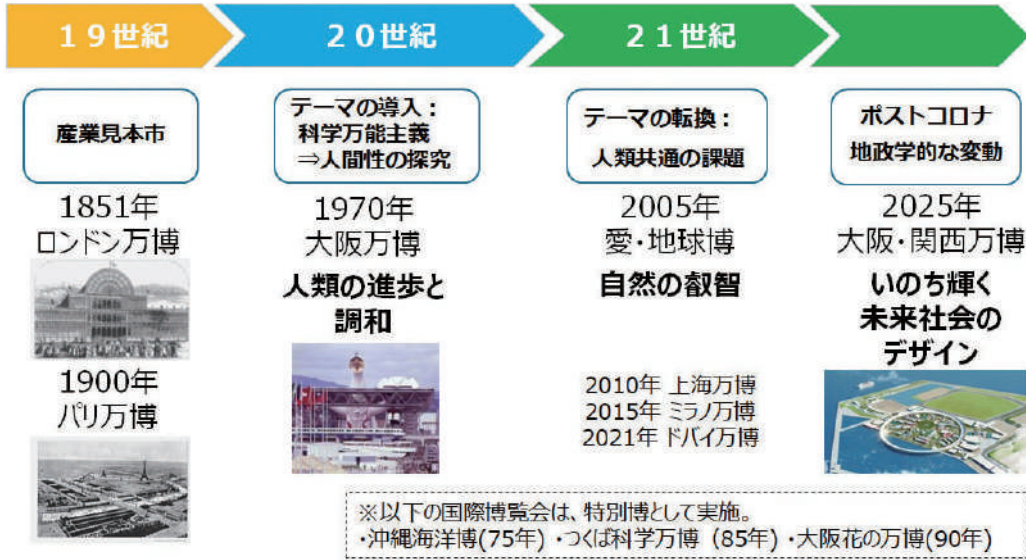 19世紀
20世紀
21世紀
産業見本市
1851年
ロンドン万博
1900年
パリ万博
テーマの導入：
科学万能主義
⇒人間性の探究
1970年
大阪万博
人類の進歩と
調和
テーマの転換：
人類共通の課題
2005年
愛・地球博
自然の叡智
2010年 上海万博
2015年 ミラノ万博
2021年 ドバイ万博
ポストコロナ
地政学的な変動
2025年
大阪・関西万博
いのち輝く
未来社会の
デザイン
※以下の国際博覧会は、特別博として実施。
・沖縄海洋博(75年) ・つくば科学万博 (85年) ・大阪花の万博(90年)